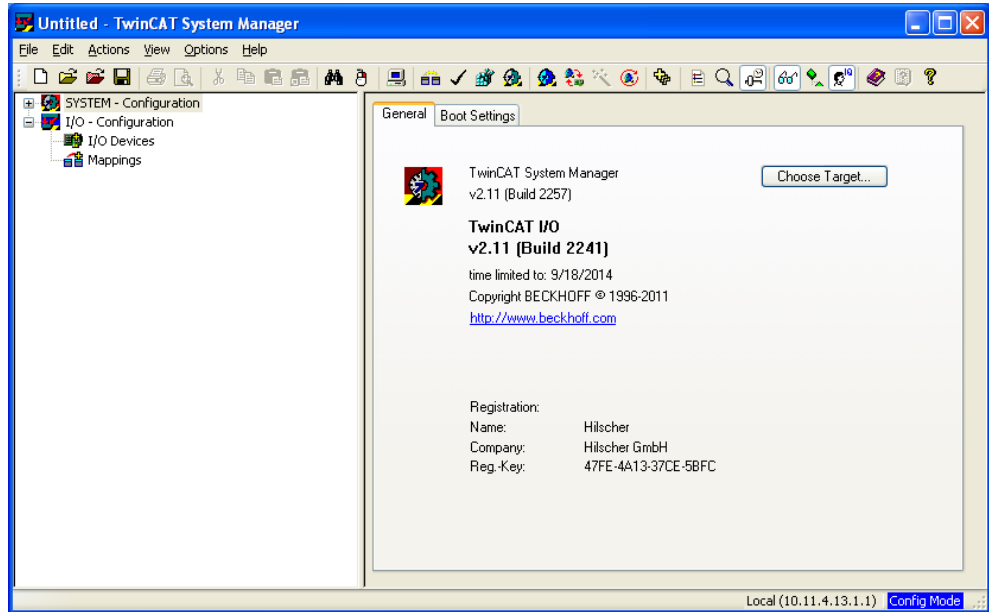 Untitled - TwinCAT System Manager
File Edit Actions View Options Help
SYSTEM - Configuration
I/O - Configuration
I/O Devices
Mappings
General Boot Settings
TwinCAT System Manager
v2.11 (Build 2257)
Choose Target...
TwinCAT I/O
v2.11 (Build 2241)
time limited to: 9/18/2014
Copyright BECKHOFF © 1996-2011
http://www.beckhoff.com
Registration:
Name: Hilscher
Company: Hilscher GmbH
Reg.-Key: 47FE-4A13-37CE-5BFC
Local (10.11.4.13.1.1) Config Mode